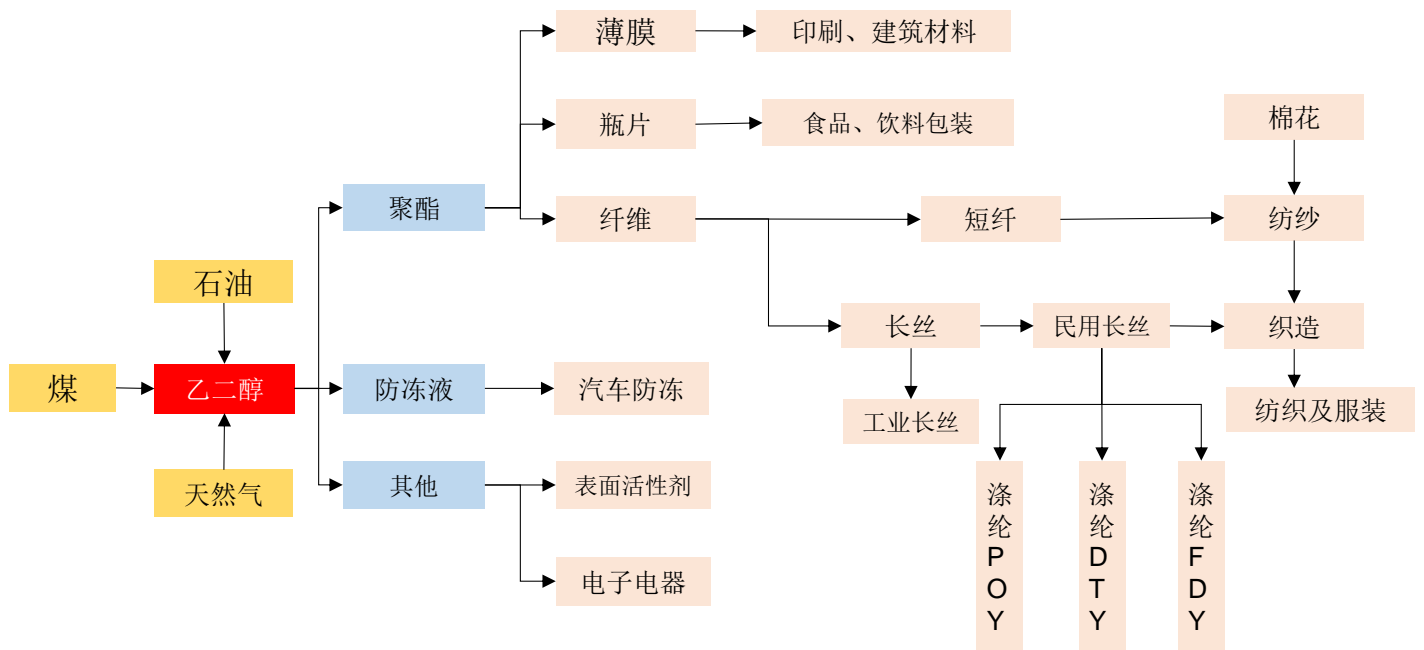 薄膜
印刷、建筑材料
瓶片
食品、饮料包装
棉花
聚酯
纤维
短纤
纺纱
石油
长丝
民用长丝
织造
煤
乙二醇
防冻液
汽车防冻
工业长丝
纺织及服装
天然气
其他
表面活性剂
电子电器
涤纶POY
涤纶DTY
涤纶FDY